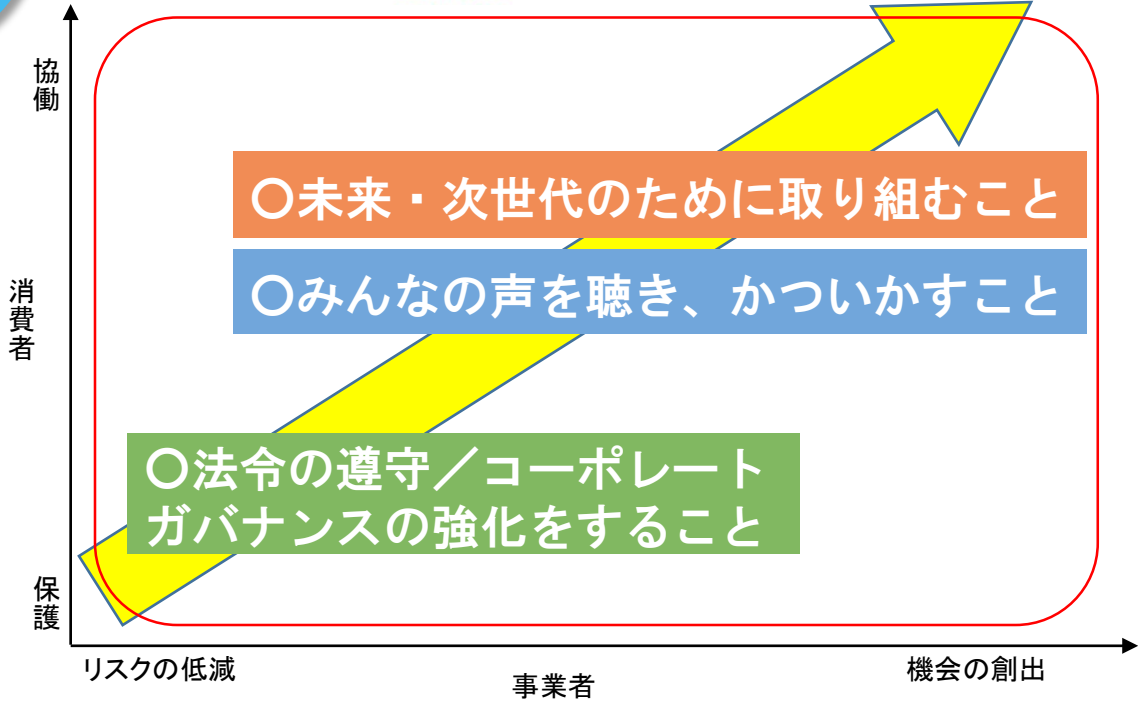 協働
〇未来・次世代のために取り組むこと
〇みんなの声を聴き、かついかすこと
消費者
〇法令の遵守／コーポレート
ガバナンスの強化をすること
保護
リスクの低減
事業者
機会の創出